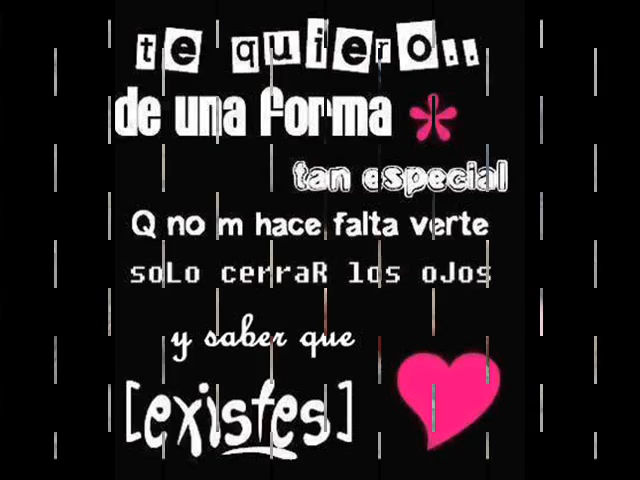 te quiero..
de una forma *
tan especial
Q no m hace falta verte
soLo cerraR los oJos
y saber que
[existes]